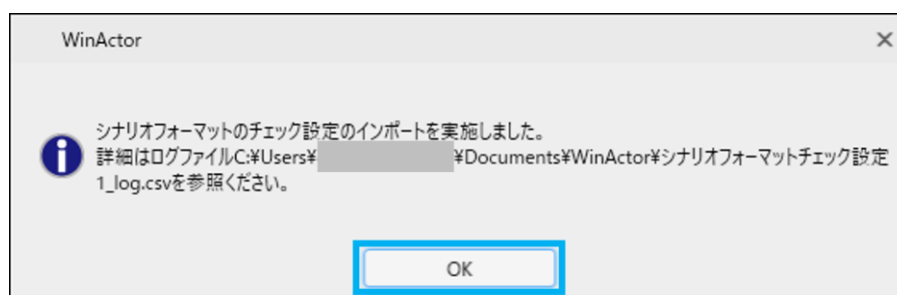 WinActor
シナリオフォーマットのチェック設定のインポートを実施しました。
詳細はログファイルC:¥Users¥ ¥Documents¥WinActor¥シナリオフォーマットチェック設定
1_log.csvを参照ください。
OK